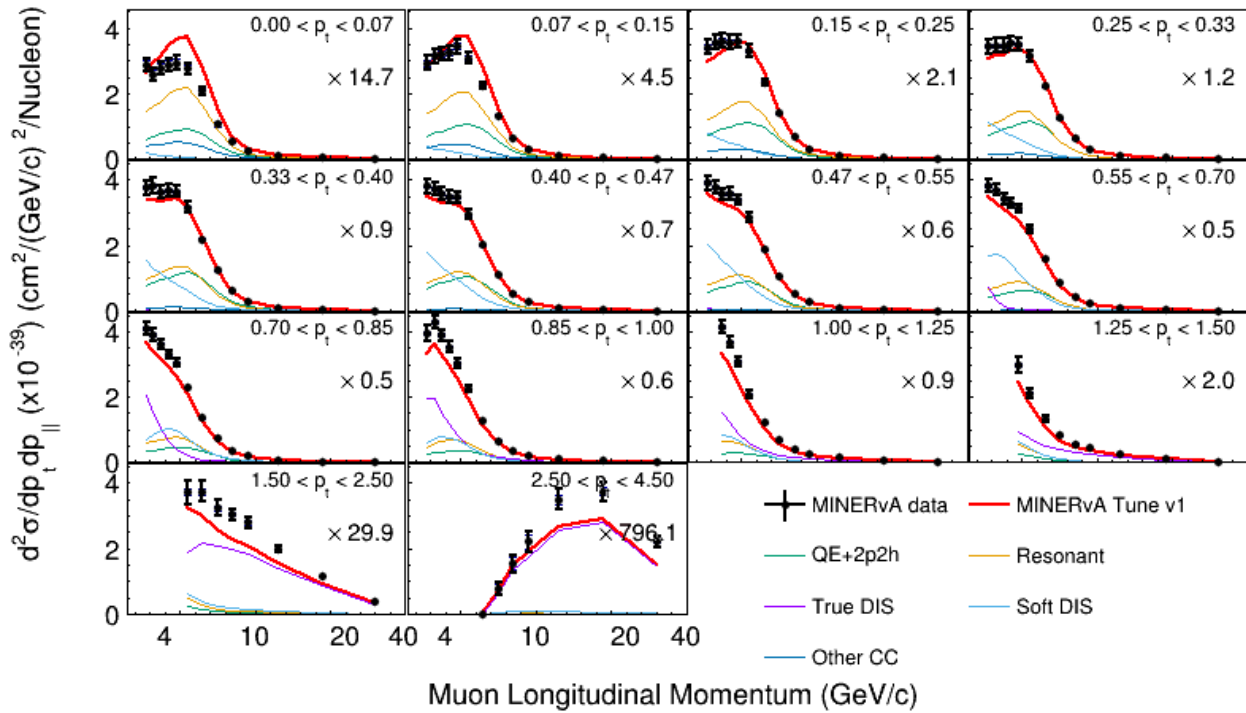 d²σ/dp_t dp_|| (x10⁻³⁹) (cm²/(GeV/c)²/Nucleon)
0.00 < p_t < 0.07
0.07 < p_t < 0.15
0.15 < p_t < 0.25
0.25 < p_t < 0.33
× 14.7
× 4.5
× 2.1
× 1.2
4
2
0
0.33 < p_t < 0.40
0.40 < p_t < 0.47
0.47 < p_t < 0.55
0.55 < p_t < 0.70
× 0.9
× 0.7
× 0.6
× 0.5
4
2
0
0.70 < p_t < 0.85
0.85 < p_t < 1.00
1.00 < p_t < 1.25
1.25 < p_t < 1.50
× 0.5
× 0.6
× 0.9
× 2.0
4
2
0
1.50 < p_t < 2.50
2.50 < p_t < 4.50
× 29.9
× 796.1
4
2
0
4 10 20 40
4 10 20 40
Muon Longitudinal Momentum (GeV/c)
MINERvA data
MINERvA Tune v1
QE+2p2h
Resonant
True DIS
Soft DIS
Other CC